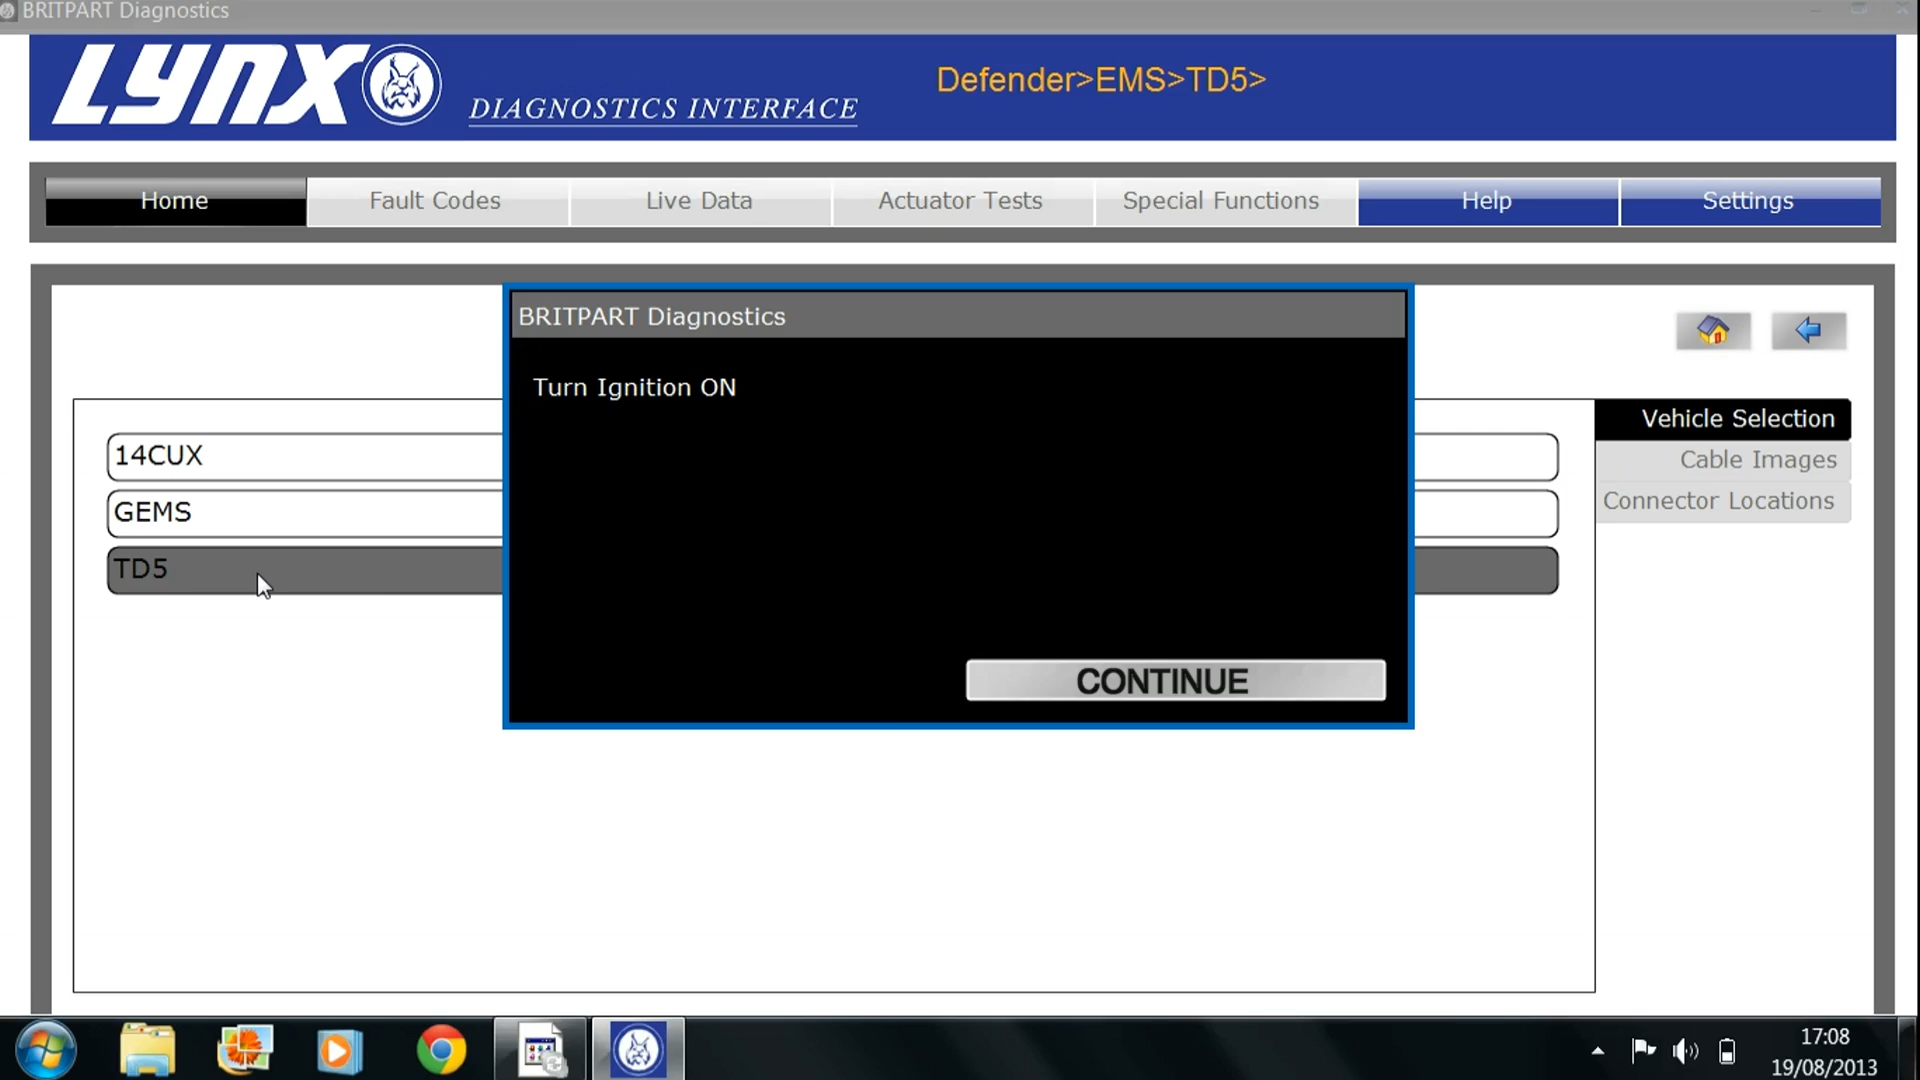 BRITPART Diagnostics
LYNX
DIAGNOSTICS INTERFACE
Defender>EMS>TD5>
Home
Fault Codes
Live Data
Actuator Tests
Special Functions
Help
Settings
BRITPART Diagnostics
Turn Ignition ON
CONTINUE
14CUX
GEMS
TD5
Vehicle Selection
Cable Images
Connector Locations
17:08
19/08/2013